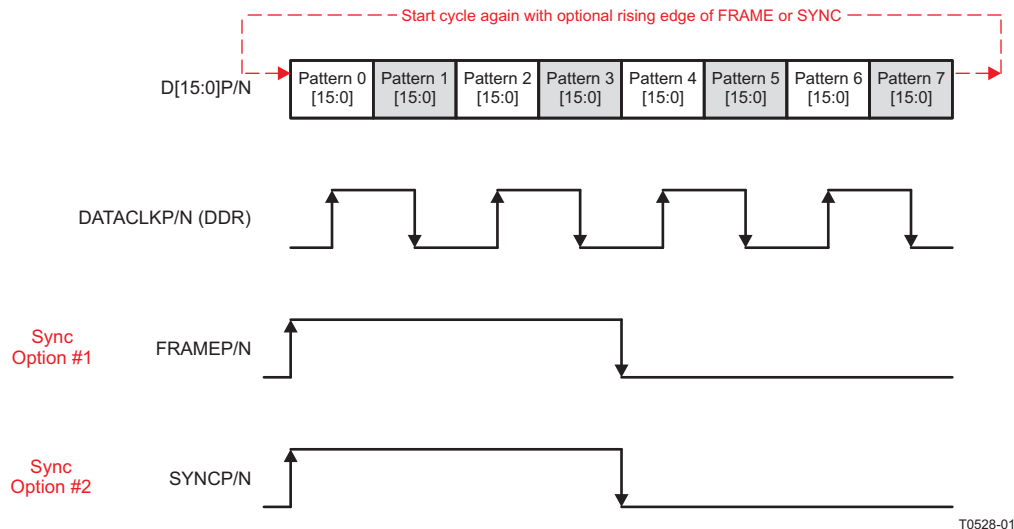 Start cycle again with optional rising edge of FRAME or SYNC
D[15:0]P/N
Pattern 0
[15:0]
Pattern 1
[15:0]
Pattern 2
[15:0]
Pattern 3
[15:0]
Pattern 4
[15:0]
Pattern 5
[15:0]
Pattern 6
[15:0]
Pattern 7
[15:0]
DATACLKP/N (DDR)
Sync
Option #1
FRAMEP/N
Sync
Option #2
SYNCP/N
T0528-01